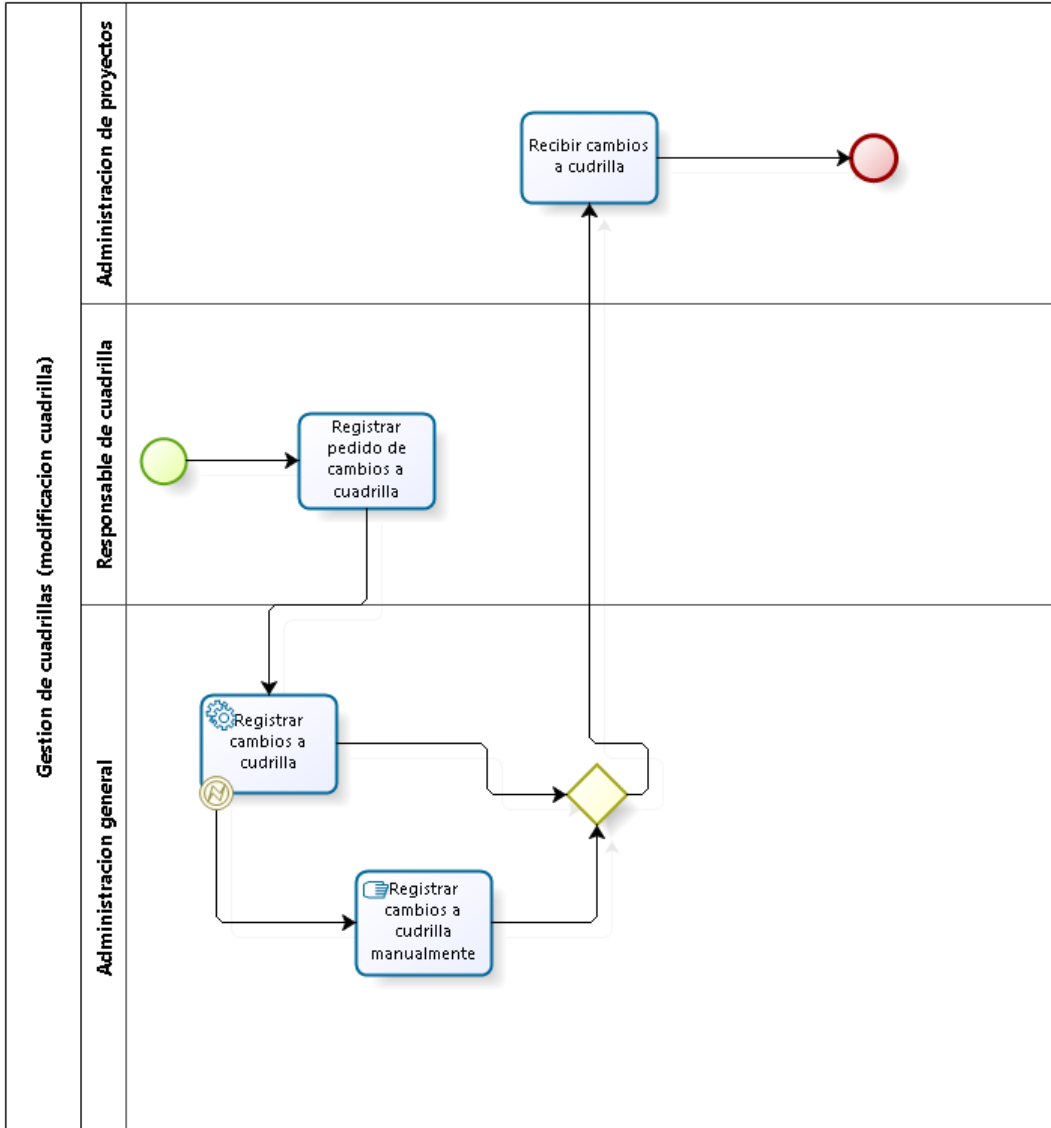 Gestion de cuadrillas (modificacion cuadrilla)
Administracion de proyectos
Recibir cambios
a cudrilla
Responsable de cuadrilla
Registrar
pedido de
cambios a
cuadrilla
Administracion general
Registrar
cambios a
cudrilla
Registrar
cambios a
cudrilla
manualmente